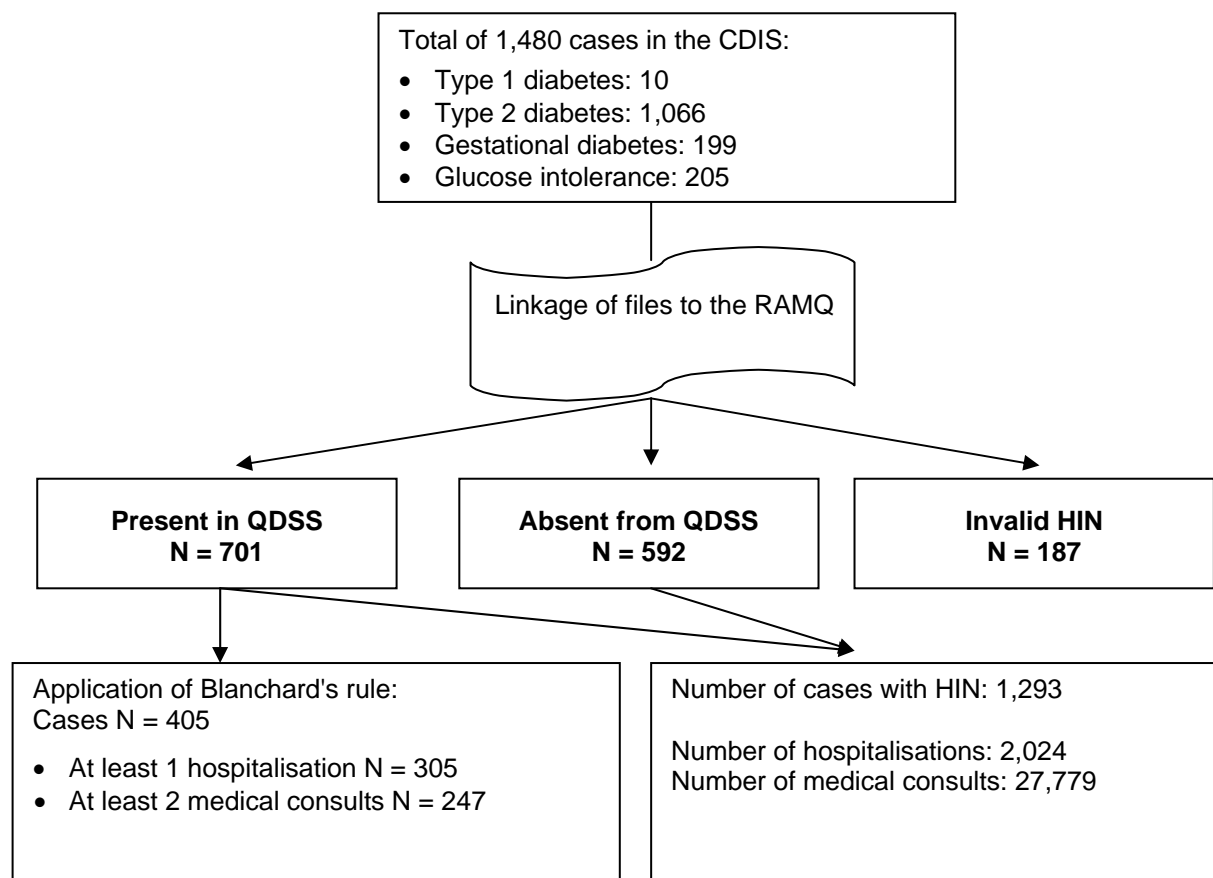 Total of 1,480 cases in the CDIS:
• Type 1 diabetes: 10
• Type 2 diabetes: 1,066
• Gestational diabetes: 199
• Glucose intolerance: 205
Linkage of files to the RAMQ
Present in QDSS
N = 701
Absent from QDSS
N = 592
Invalid HIN
N = 187
Application of Blanchard's rule:
Cases N = 405
• At least 1 hospitalisation N = 305
• At least 2 medical consults N = 247
Number of cases with HIN: 1,293
Number of hospitalisations: 2,024
Number of medical consults: 27,779